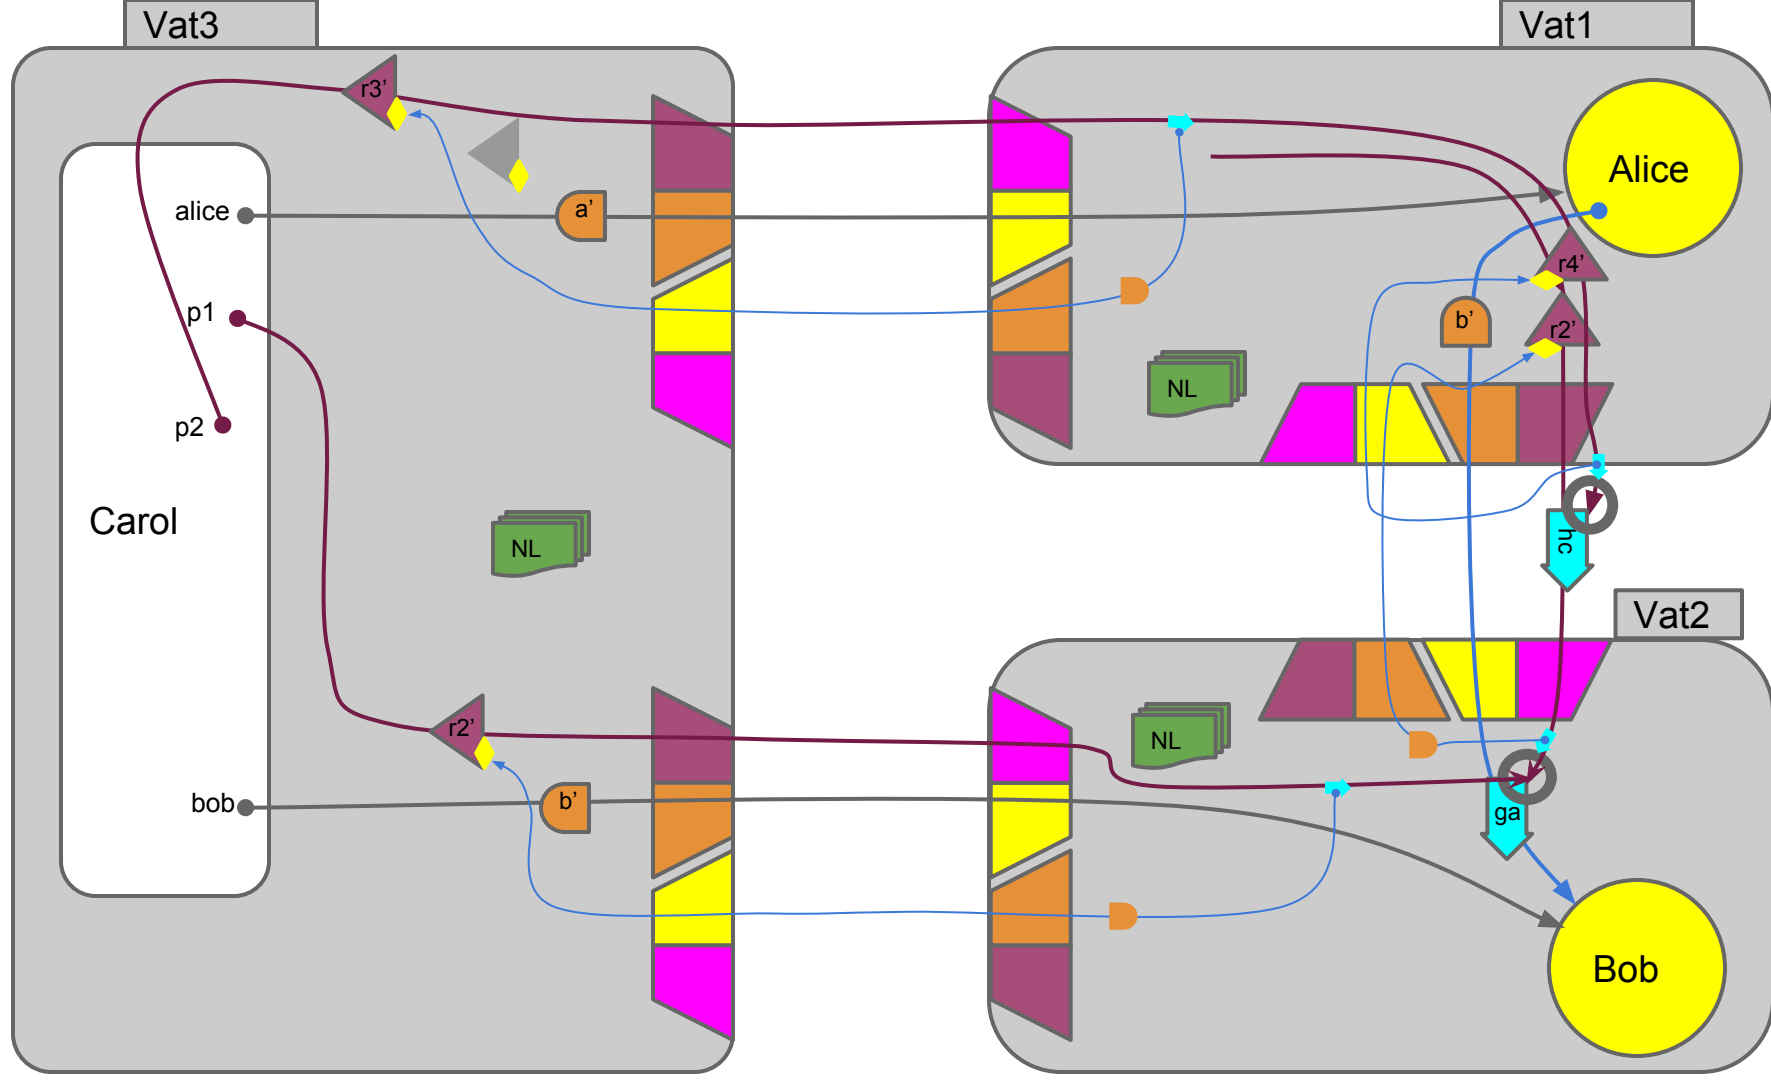 Vat3
Vat1
r3’
Alice
alice
a’
r4’
p1
b’
r2’
NL
p2
Carol
NL
hc
Vat2
r2’
NL
bob
b’
ga
Bob